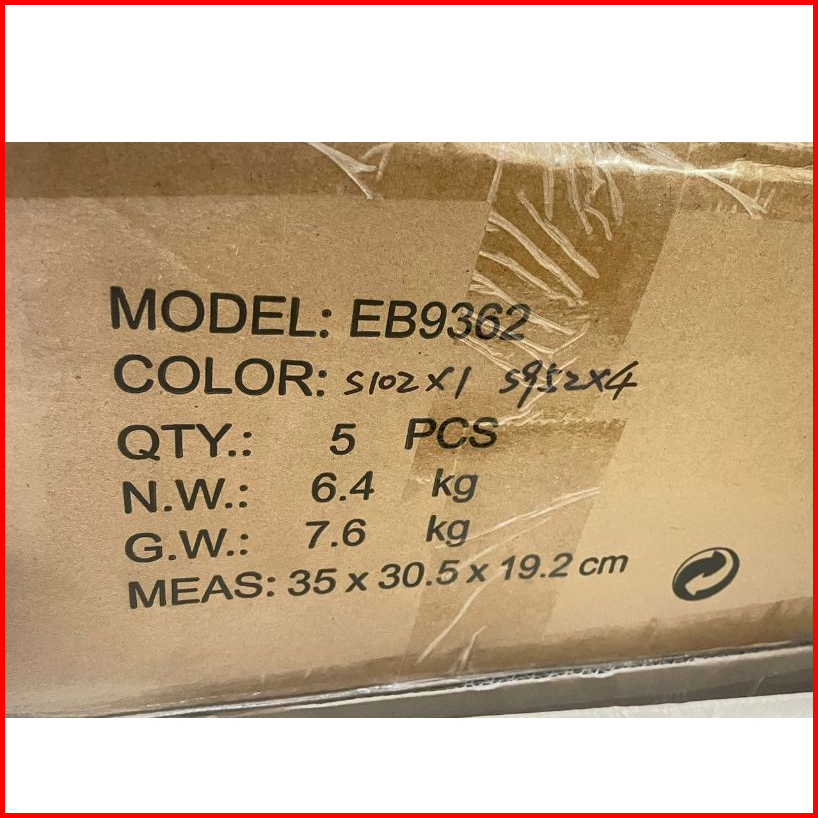 MODEL: EB9362
COLOR: S102X1 S952X4
QTY.: 5 PCS
N.W.: 6.4 kg
G.W.: 7.6 kg
MEAS: 35 x 30.5 x 19.2 cm